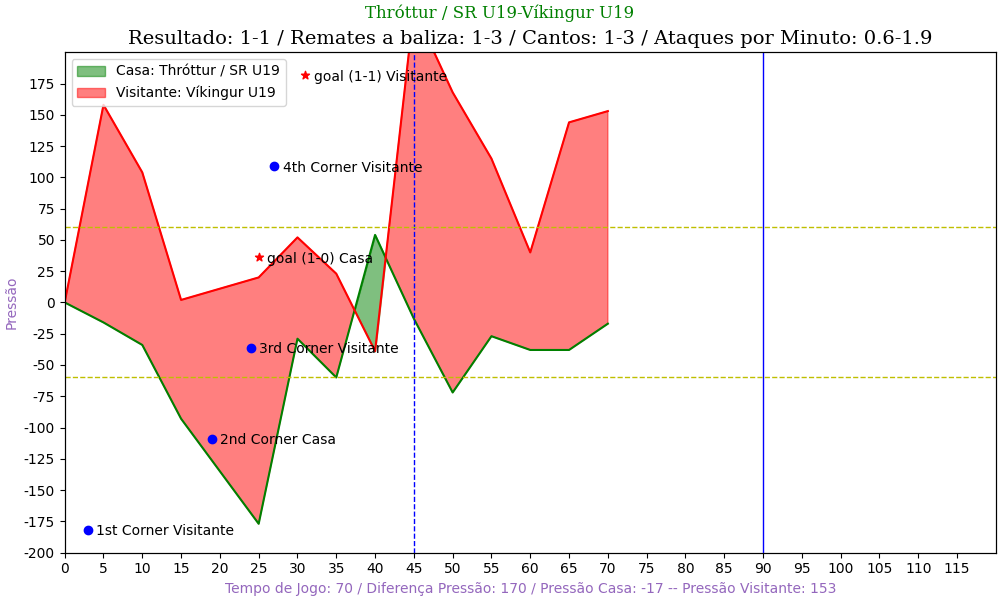 Thróttur / SR U19-Víkingur U19
Resultado: 1-1 / Remates a baliza: 1-3 / Cantos: 1-3 / Ataques por Minuto: 0.6-1.9
Casa: Thróttur / SR U19
Visitante: Víkingur U19
goal (1-1) Visitante
4th Corner Visitante
goal (1-0) Casa
3rd Corner Visitante
2nd Corner Casa
1st Corner Visitante
Pressão
175
150
125
100
75
50
25
0
-25
-50
-75
-100
-125
-150
-175
-200
0 5 10 15 20 25 30 35 40 45 50 55 60 65 70 75 80 85 90 95 100 105 110 115
Tempo de Jogo: 70 / Diferença Pressão: 170 / Pressão Casa: -17 -- Pressão Visitante: 153